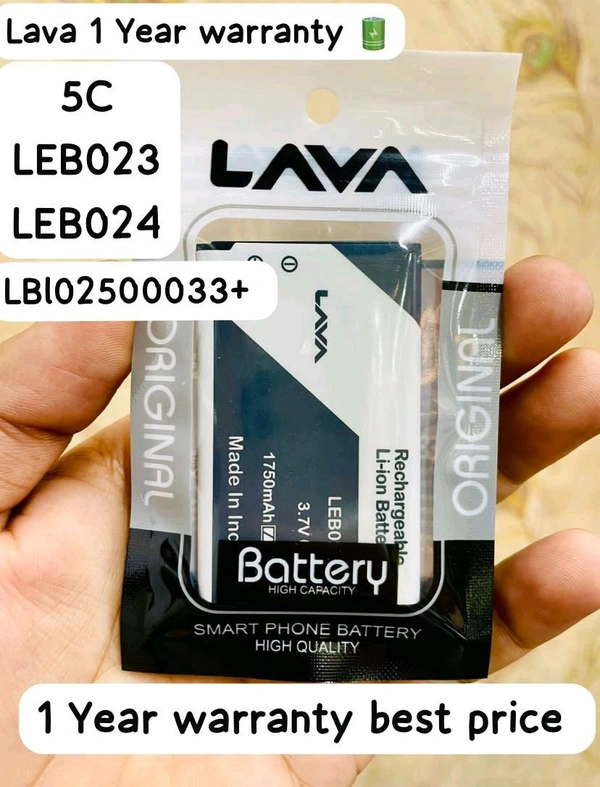 Lava 1 Year warranty
5C
LEB023
LEB024
LBl02500033+
LAVA
ORIGINAL
ORIGINAL
LAVA
Rechargeable
Li-ion Batte
LEB0
3.7V
1750mAh
Made In Ind
Battery
HIGH CAPACITY
SMART PHONE BATTERY
HIGH QUALITY
1 Year warranty best price